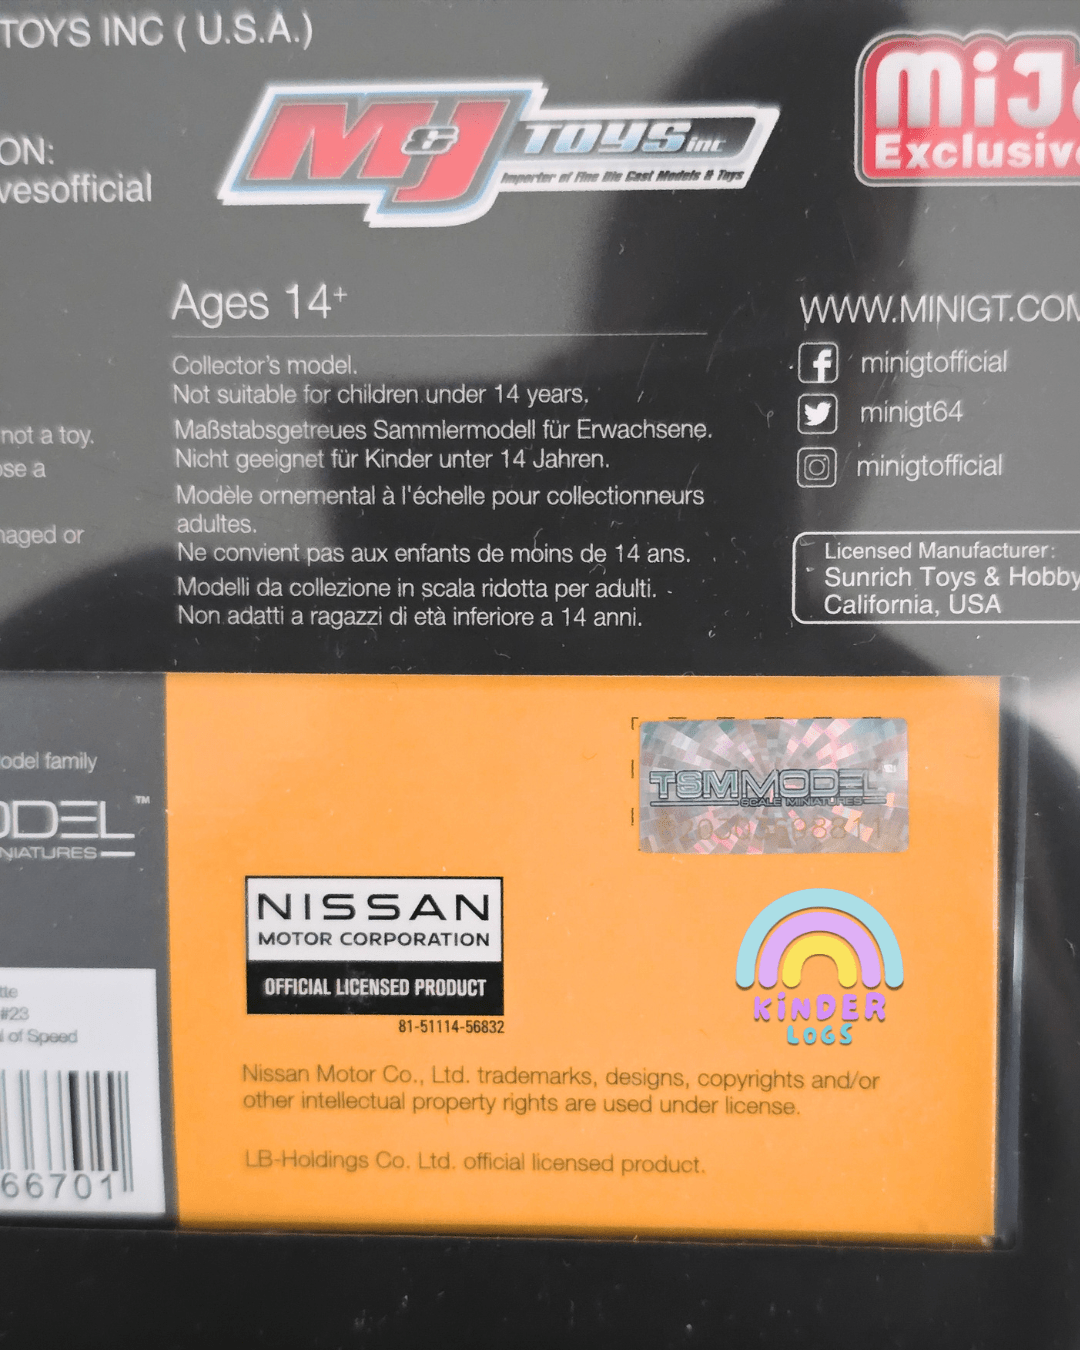 TOYS INC ( U.S.A.)
M&J TOYS inc
Importer of Fine Die Cast Models & Toys
MiJo
Exclusives
ON:
vesofficial
Ages 14+
Collector's model.
Not suitable for children under 14 years.
Maßstabsgetreues Sammlermodell für Erwachsene.
Nicht geeignet für Kinder unter 14 Jahren.
Modèle ornemental à l'échelle pour collectionneurs
adultes.
Ne convient pas aux enfants de moins de 14 ans.
Modelli da collezione in scala ridotta per adulti.
Non adatti a ragazzi di età inferiore a 14 anni.
WWW.MINIGT.COM
minigtofficial
minigt64
minigtofficial
not a toy.
ose a
maged or
Licensed Manufacturer:
Sunrich Toys & Hobby
California, USA
odel family
ODEL™
NIATURES
TSMMODEL
SCALE MINIATURES
NISSAN
MOTOR CORPORATION
OFFICIAL LICENSED PRODUCT
81-51114-56832
KiNDER
LOGS
ttle
#23
l of Speed
66701
Nissan Motor Co., Ltd. trademarks, designs, copyrights and/or
other intellectual property rights are used under license.
LB-Holdings Co. Ltd. official licensed product.